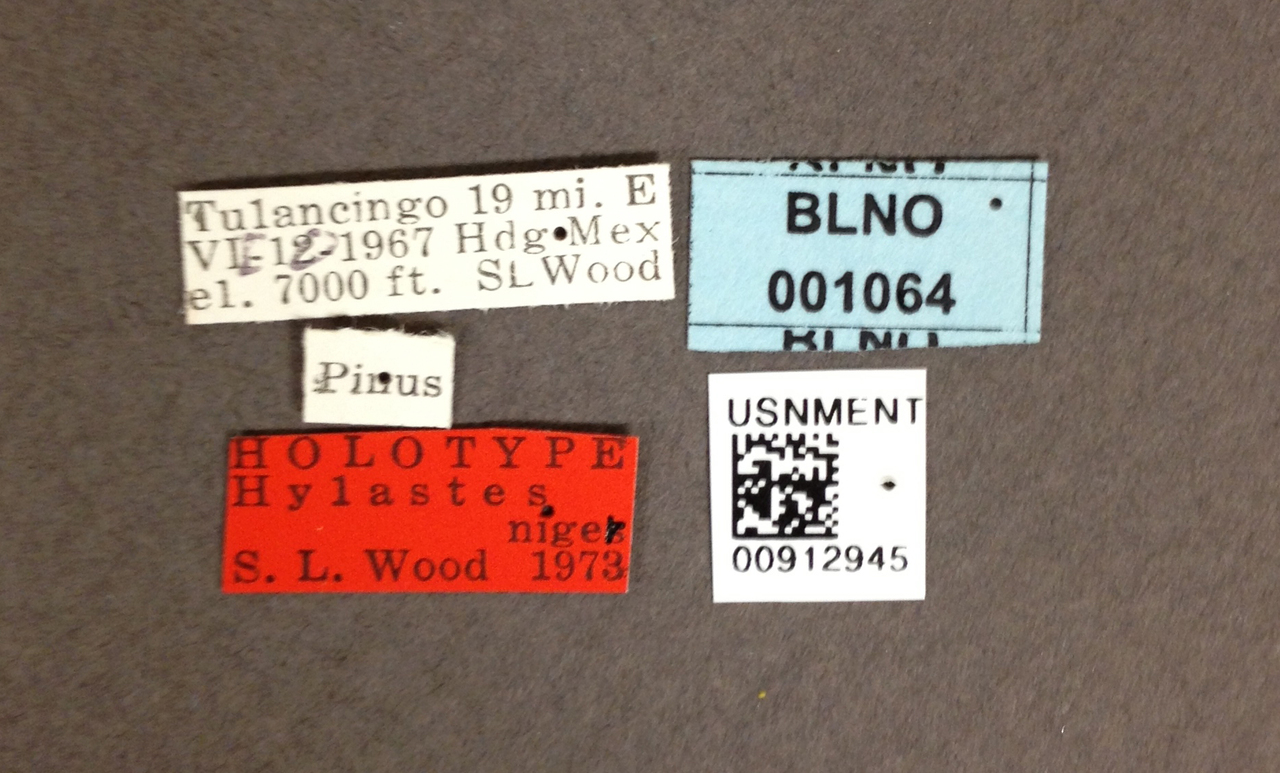 Tulancingo 19 mi. E
VII-12-1967 Hdg Mex
el. 7000 ft. SLWood
Pinus
HOLOTYPE
Hylastes
niger
S. L. Wood 1973
BLNO
001064
BLNO
USNMENT
00912945